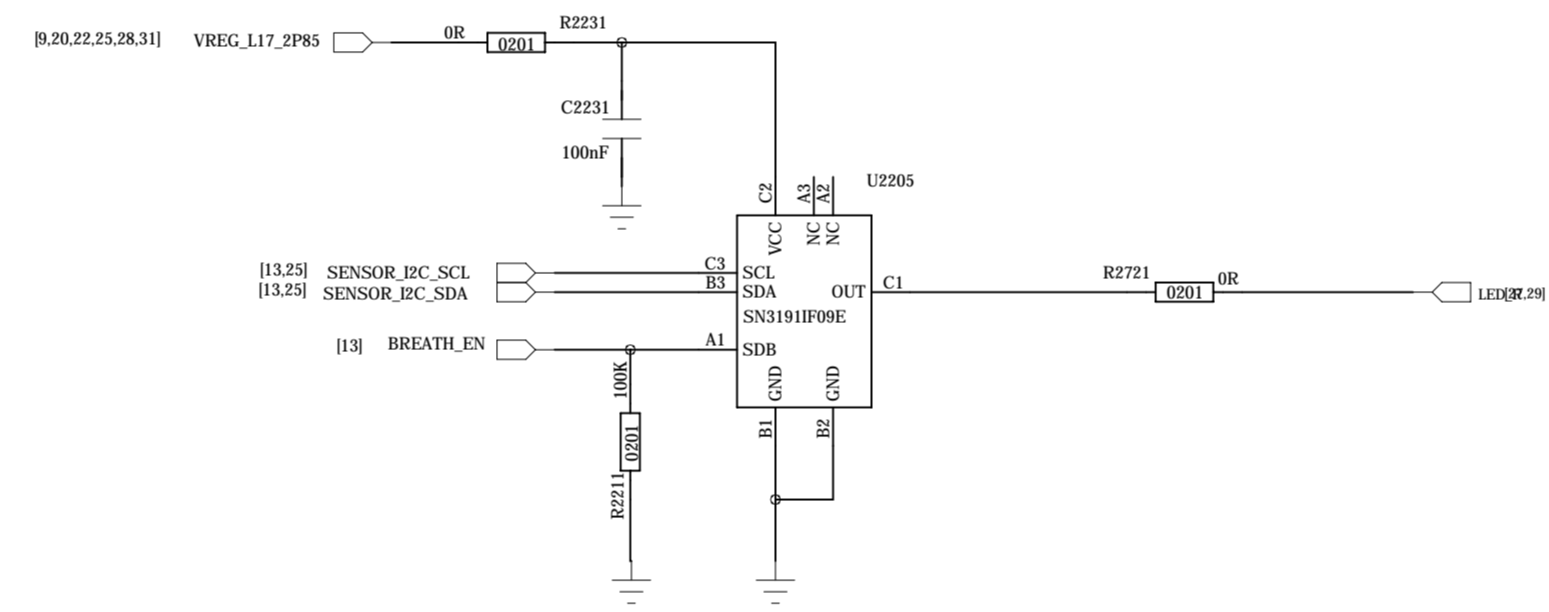 R2231
[9,20,22,25,28,31] VREG_L17_2P85 0R 0201
C2231
100nF
U2205
C2 A3 A2
VCC NC NC
[13,25] SENSOR_I2C_SCL C3 SCL
[13,25] SENSOR_I2C_SDA B3 SDA OUT C1 R2721 0201 0R
SN3191IF09E
[13] BREATH_EN A1 SDB
100K
0201
R2211
GND GND
B1 B2